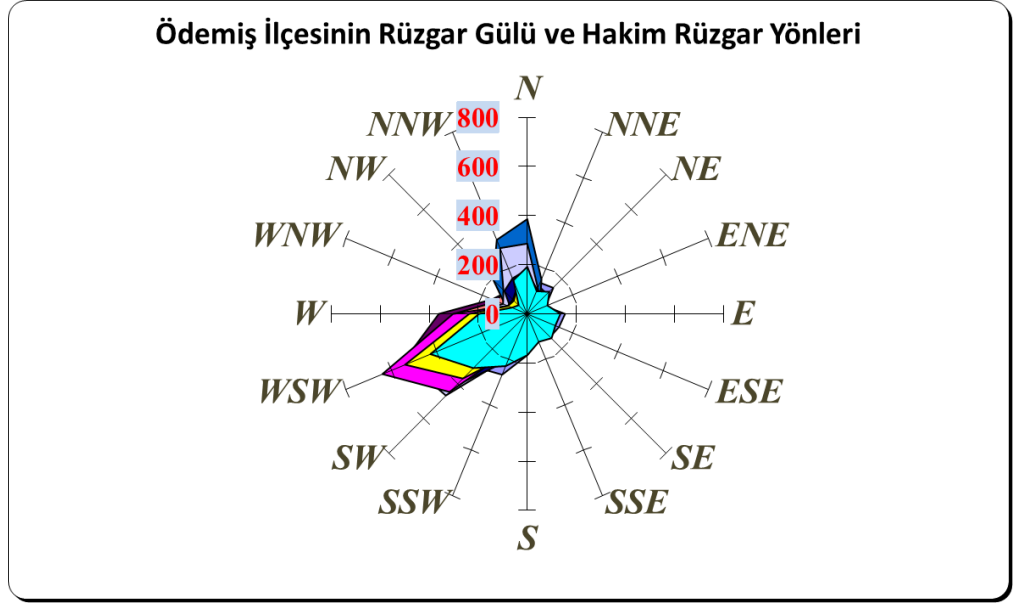 Ödemiş İlçesinin Rüzgar Gülü ve Hakim Rüzgar Yönleri
N
NNW 800 NNE
NW 600 NE
400
WNW ENE
200
W 0 E
WSW ESE
SW SE
SSW SSE
S